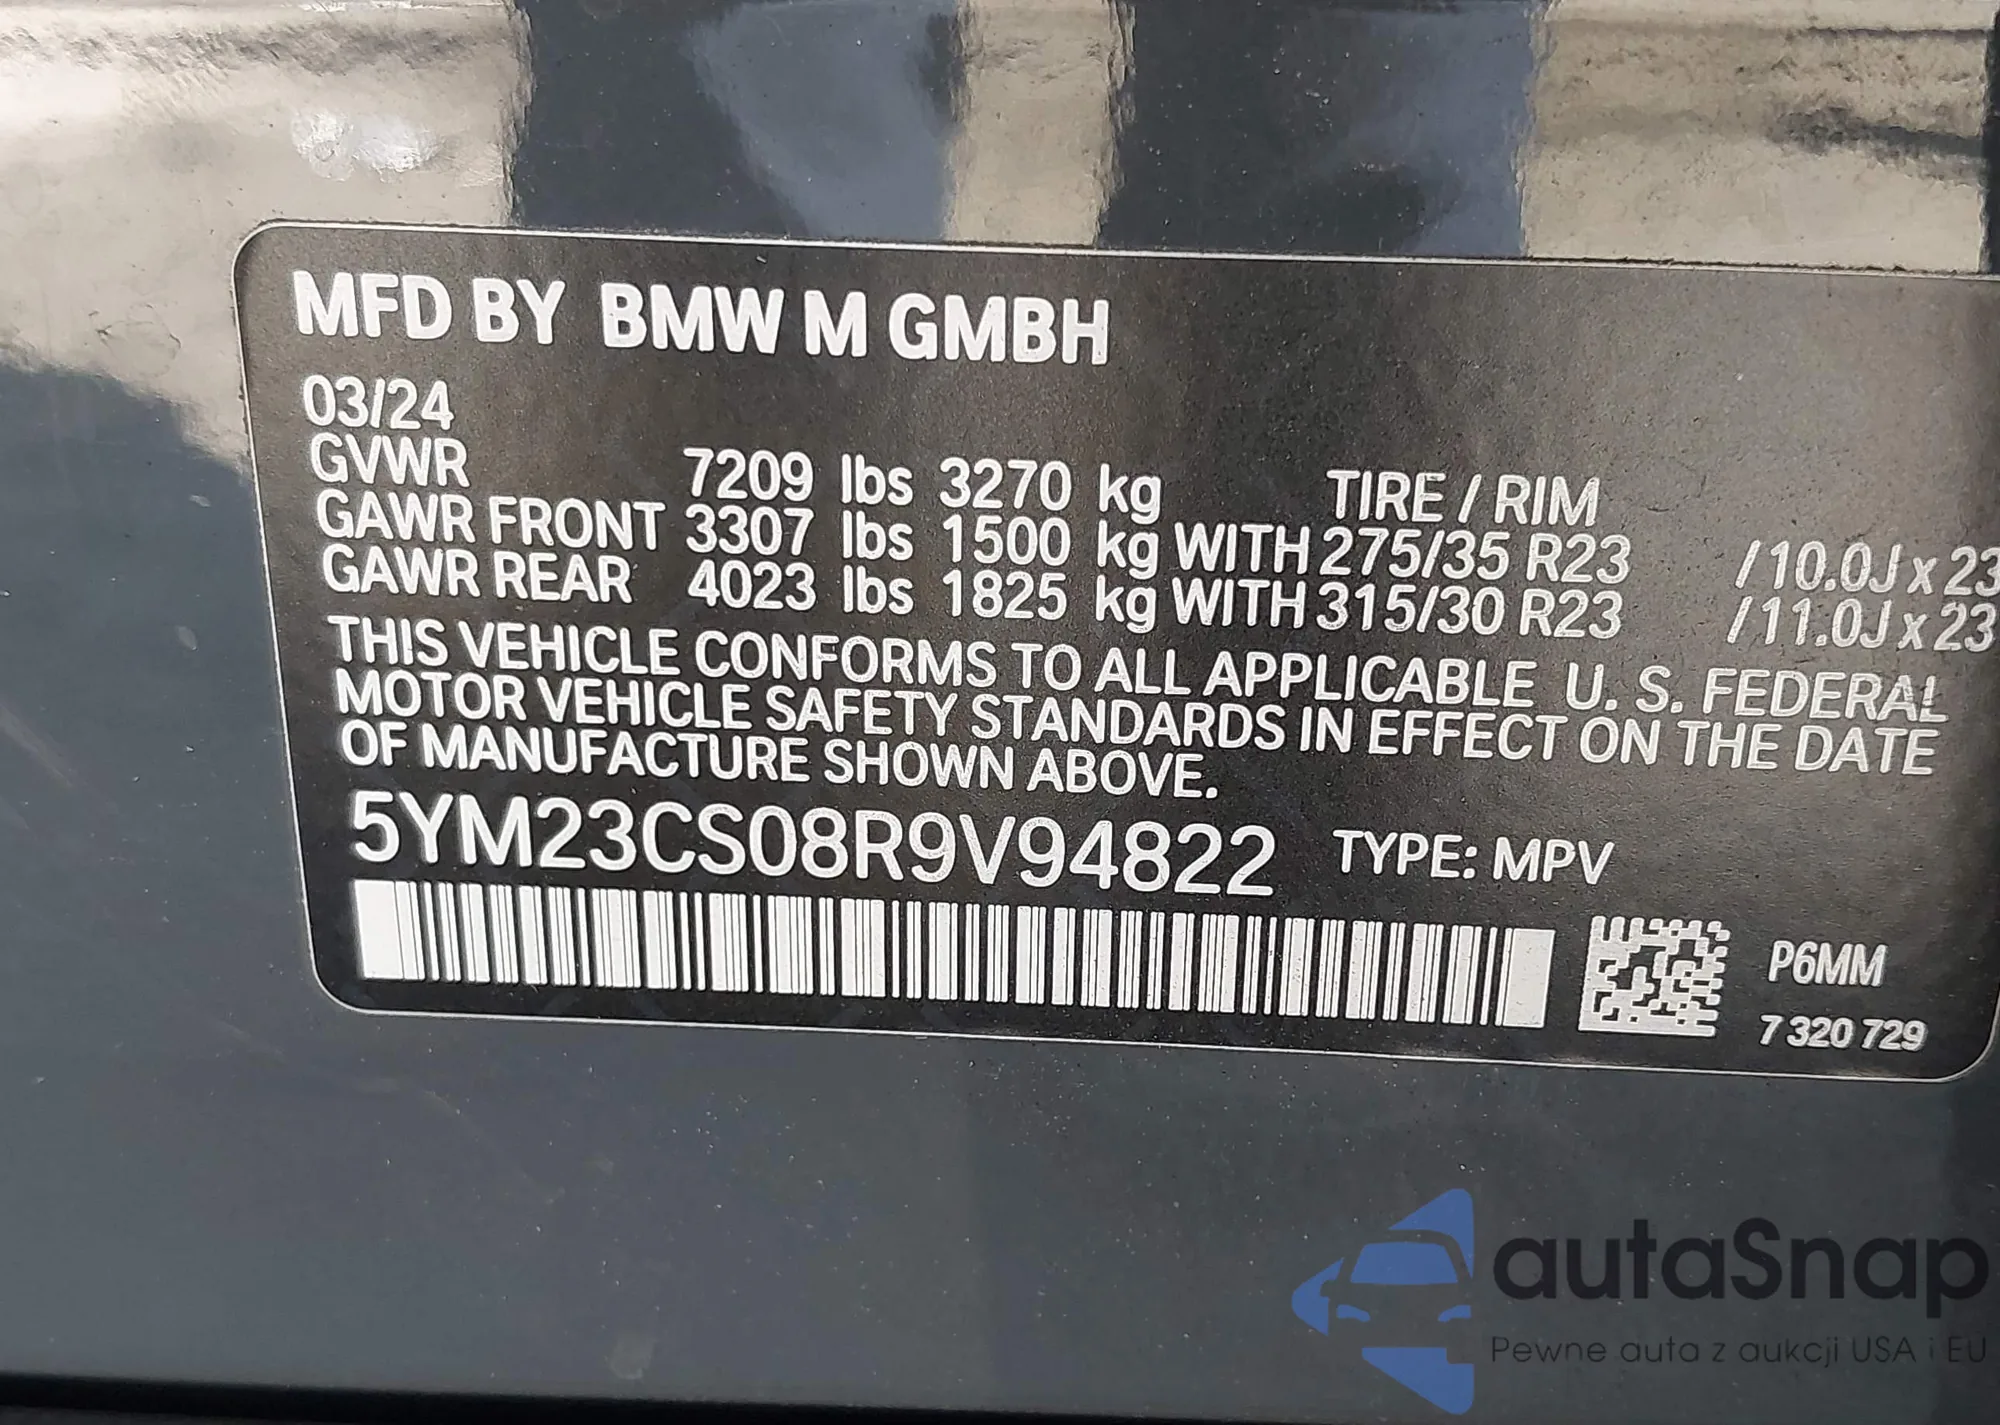 MFD BY BMW M GMBH
03/24
GVWR 7209 lbs 3270 kg TIRE / RIM
GAWR FRONT 3307 lbs 1500 kg WITH 275/35 R23 /10.0J x 23
GAWR REAR 4023 lbs 1825 kg WITH 315/30 R23 /11.0J x 23
THIS VEHICLE CONFORMS TO ALL APPLICABLE U. S. FEDERAL
MOTOR VEHICLE SAFETY STANDARDS IN EFFECT ON THE DATE
OF MANUFACTURE SHOWN ABOVE.
5YM23CS08R9V94822 TYPE: MPV
P6MM
7 320 729
autaSnap
Pewne auta z aukcji USA i EU